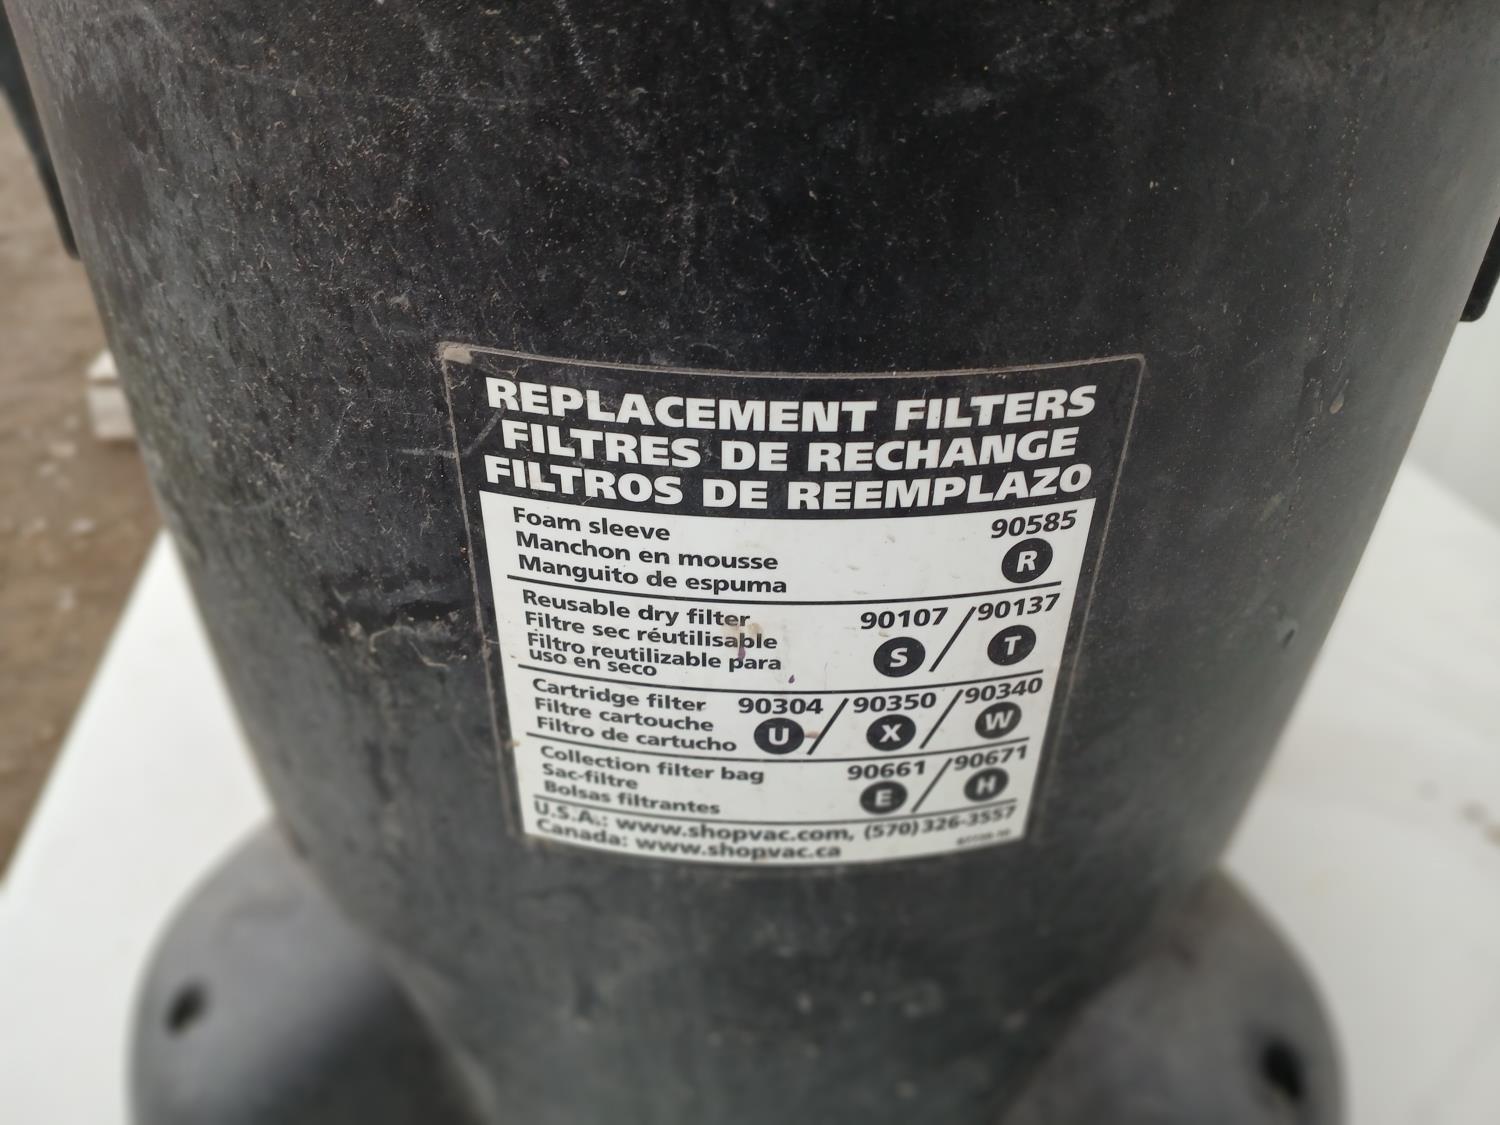 REPLACEMENT FILTERS
FILTRES DE RECHANGE
FILTROS DE REEMPLAZO
Foam sleeve 90585
Manchon en mousse R
Manguito de espuma
Reusable dry filter 90107 / 90137
Filtre sec réutilisable S T
Filtro reutilizable para
uso en seco
Cartridge filter 90304 / 90350 / 90340
Filtre cartouche U X W
Filtro de cartucho
Collection filter bag 90661 / 90671
Sac-filtre E H
Bolsas filtrantes
U.S.A.: www.shopvac.com, (570) 326-3557
Canada: www.shopvac.ca